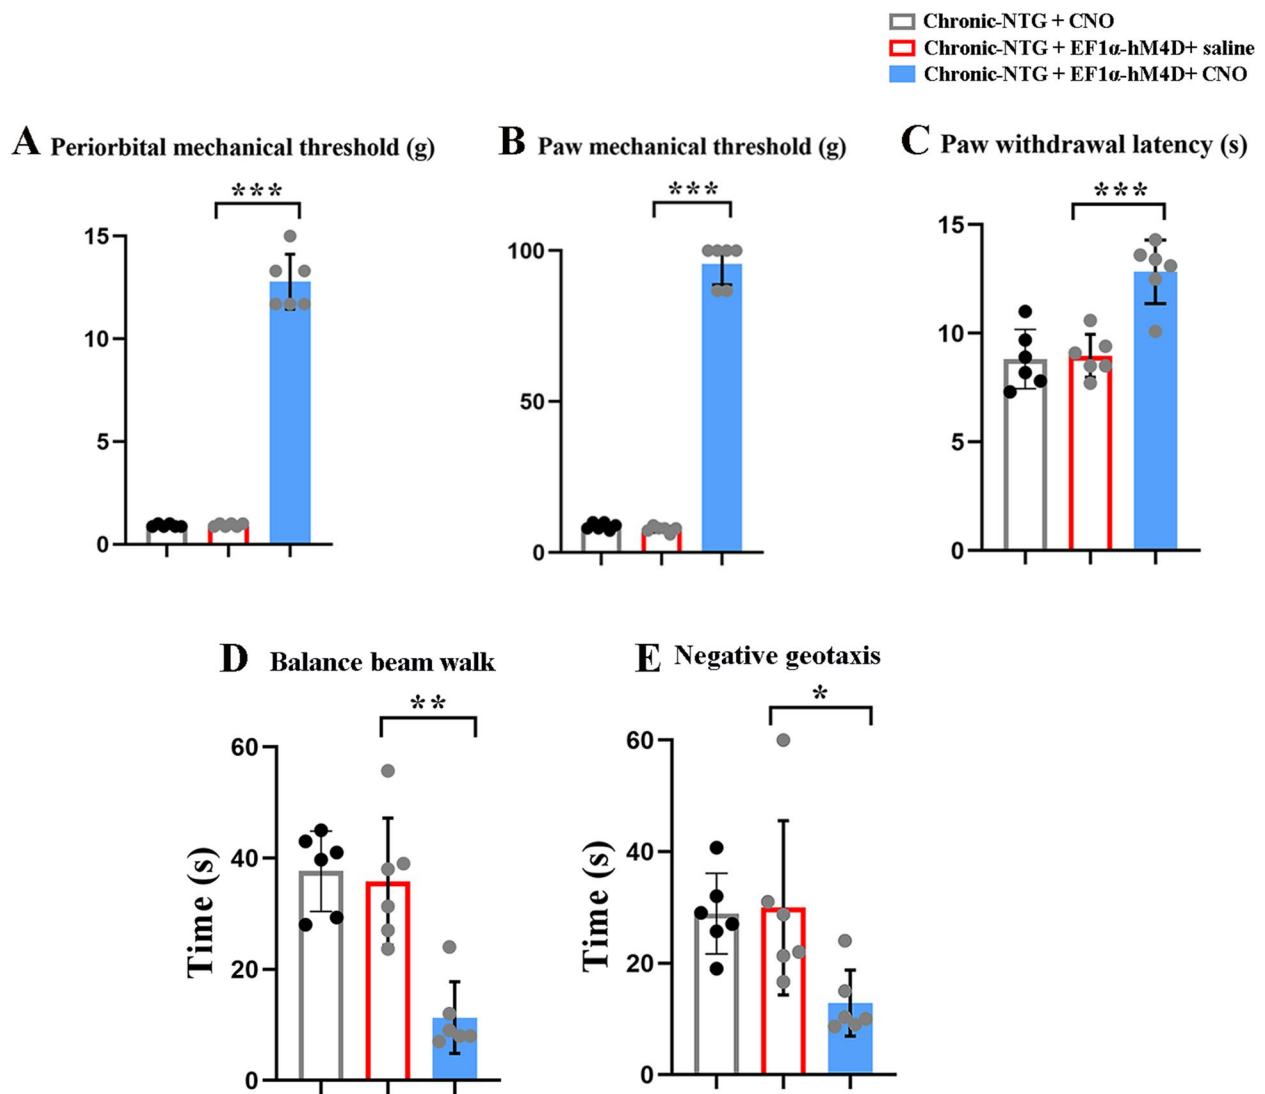 Chronic-NTG + CNO
Chronic-NTG + EF1α-hM4D+ saline
Chronic-NTG + EF1α-hM4D+ CNO
A Periorbital mechanical threshold (g)
***
15
10
5
0
B Paw mechanical threshold (g)
***
100
50
0
C Paw withdrawal latency (s)
***
15
10
5
0
D Balance beam walk
**
Time (s)
60
40
20
0
E Negative geotaxis
*
Time (s)
60
40
20
0